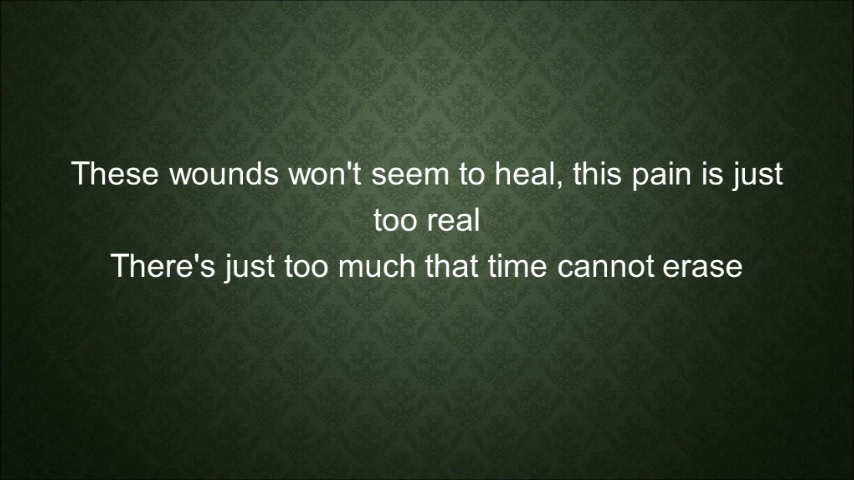 These wounds won't seem to heal, this pain is just
too real
There's just too much that time cannot erase